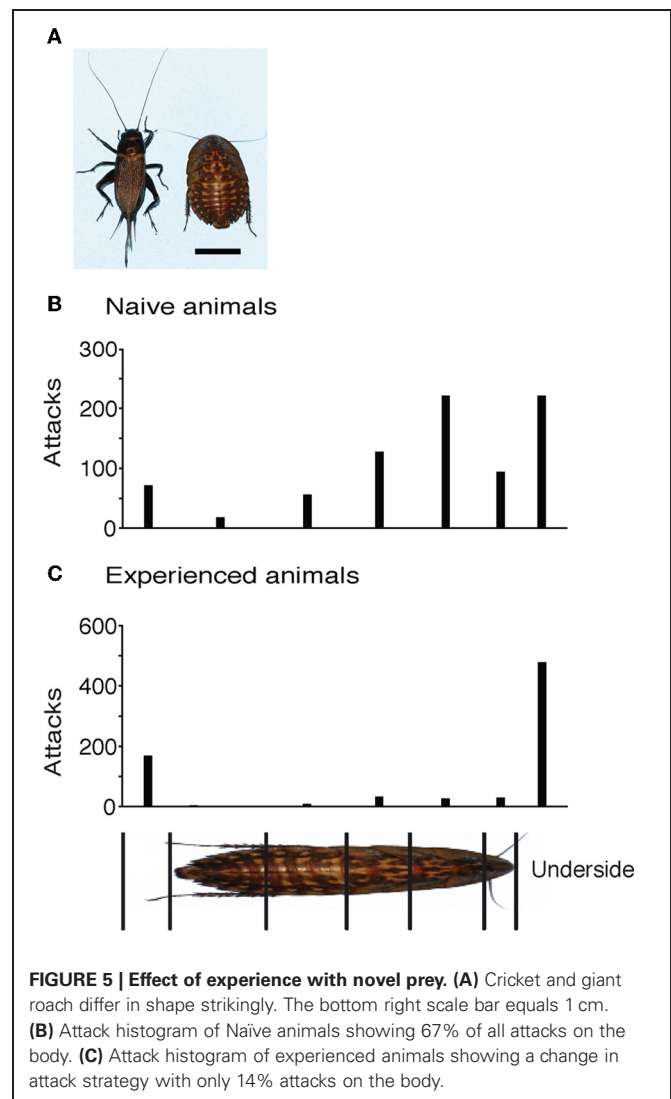 A
B Naive animals
300
200
100
0
Attacks
C Experienced animals
600
400
200
0
Attacks
Underside
FIGURE 5 | Effect of experience with novel prey. (A) Cricket and giant
roach differ in shape strikingly. The bottom right scale bar equals 1 cm.
(B) Attack histogram of Naïve animals showing 67% of all attacks on the
body. (C) Attack histogram of experienced animals showing a change in
attack strategy with only 14% attacks on the body.